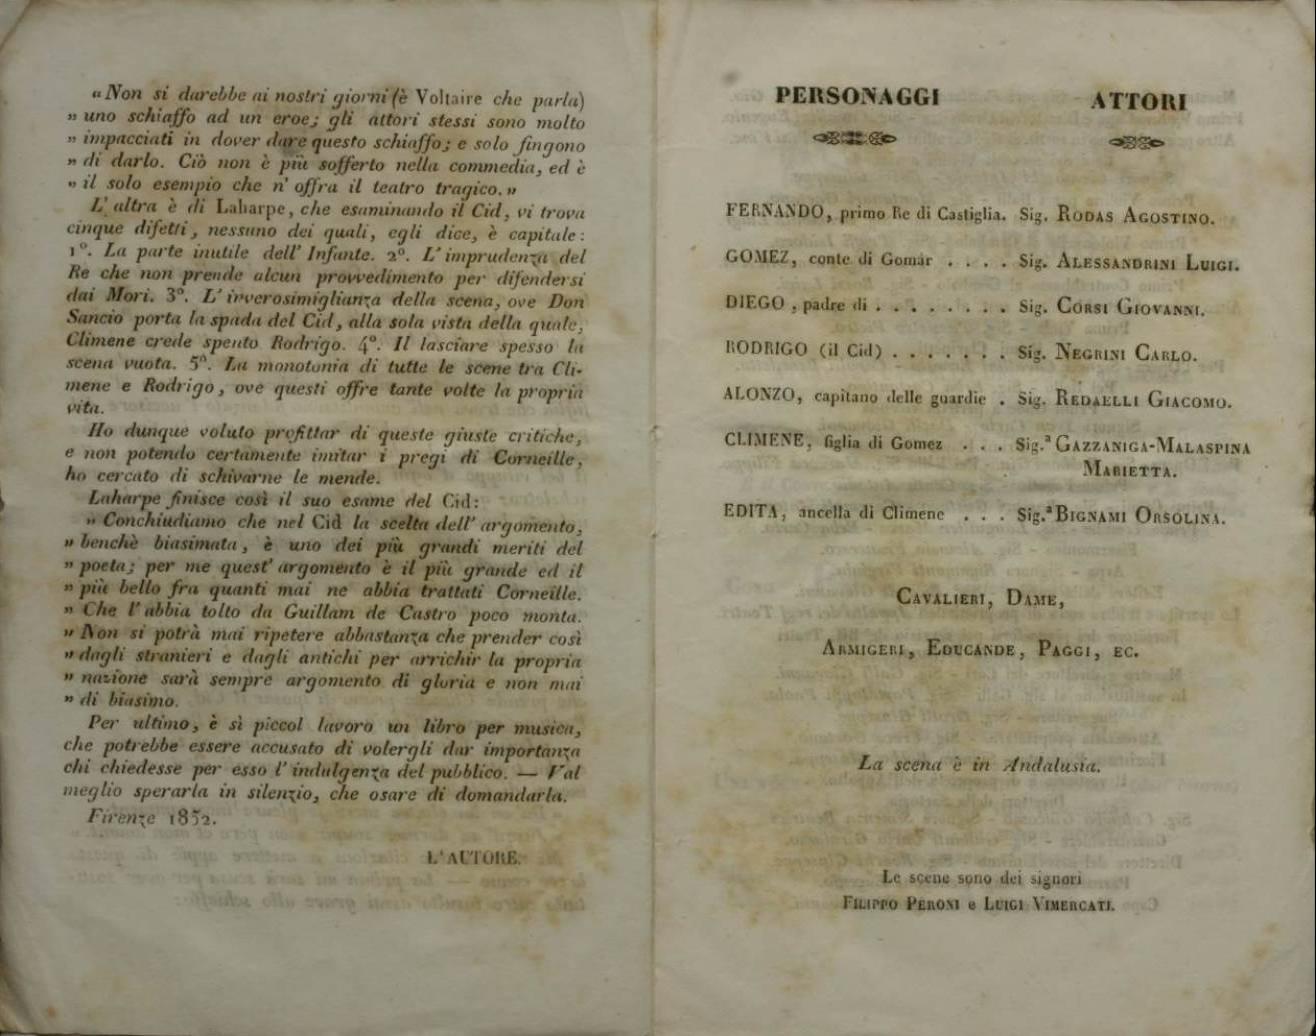 « Non si darebbe ai nostri giorni (è Voltaire che parla)
» uno schiaffo ad un eroe; gli attori stessi sono molto
» impacciati in dover dare questo schiaffo; e solo fingono
» di darlo. Ciò non è più sofferto nella commedia, ed è
» il solo esempio che n' offra il teatro tragico. »
L' altra è di Laharpe, che esaminando il Cid, vi trova
cinque difetti, nessuno dei quali, egli dice, è capitale:
1°. La parte inutile dell' Infante. 2°. L' imprudenza del
Re che non prende alcun provvedimento per difendersi
dai Mori. 3°. L' inverosimiglianza della scena, ove Don
Sancio porta la spada del Cid, alla sola vista della quale,
Climene crede spento Rodrigo. 4°. Il lasciare spesso la
scena vuota. 5°. La monotonia di tutte le scene tra Cli-
mene e Rodrigo, ove questi offre tante volte la propria
vita.
Ho dunque voluto profittar di queste giuste critiche,
e non potendo certamente imitar i pregi di Corneille,
ho cercato di schivarne le mende.
Laharpe finisce così il suo esame del Cid:
» Conchiudiamo che nel Cid la scelta dell' argomento,
» benchè biasimata, è uno dei più grandi meriti del
» poeta; per me quest' argomento è il più grande ed il
» più bello fra quanti mai ne abbia trattati Corneille.
» Che l' abbia tolto da Guillam de Castro poco monta.
» Non si potrà mai ripetere abbastanza che prender così
» dagli stranieri e dagli antichi per arrichir la propria
» nazione sarà sempre argomento di gloria e non mai
» di biasimo.
Per ultimo, è sì piccol lavoro un libro per musica,
che potrebbe essere accusato di volergli dar importanza
chi chiedesse per esso l' indulgenza del pubblico. — Val
meglio sperarla in silenzio, che osare di domandarla.
Firenze 1852.
L' AUTORE.
PERSONAGGI ATTORI
FERNANDO, primo Re di Castiglia. Sig. RODAS AGOSTINO.
GOMEZ, conte di Gomar . . . . Sig. ALESSANDRINI LUIGI.
DIEGO, padre di . . . . . . . . Sig. CORSI GIOVANNI.
RODRIGO (il Cid) . . . . . . . Sig. NEGRINI CARLO.
ALONZO, capitano delle guardie . Sig. REDAELLI GIACOMO.
CLIMENE, figlia di Gomez . . . Sig.ª GAZZANIGA-MALASPINA
MARIETTA.
EDITA, ancella di Climene . . . Sig.ª BIGNAMI ORSOLINA.
CAVALIERI, DAME,
ARMIGERI, EDUCANDE, PAGGI, EC.
La scena è in Andalusia.
Le scene sono dei signori
FILIPPO PERONI e LUIGI VIMERCATI.